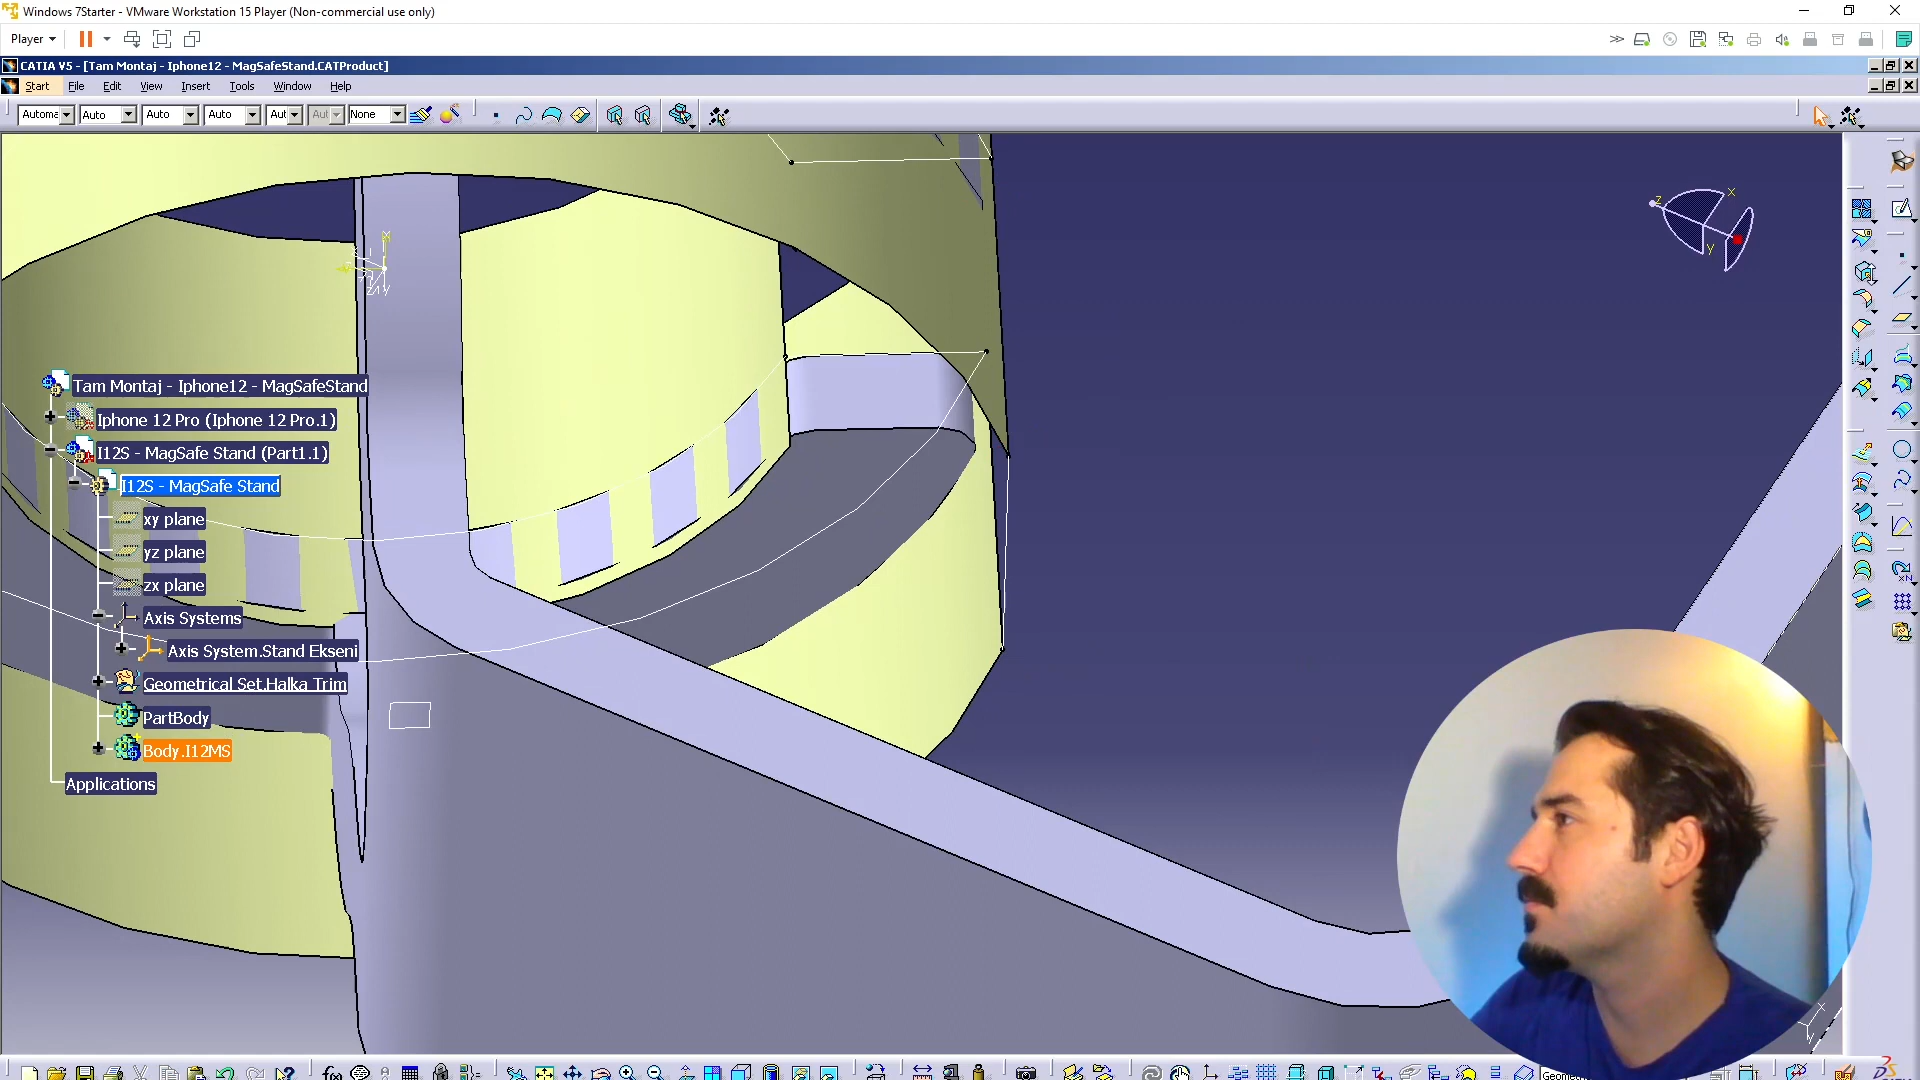 Windows 7Starter - VMware Workstation 15 Player (Non-commercial use only)
Player
CATIA V5 - [Tam Montaj - Iphone12 - MagSafeStand.CATProduct]
Start File Edit View Insert Tools Window Help
Automa Auto Auto Auto Aut Aut None
x
z
y
Tam Montaj - Iphone12 - MagSafeStand
Iphone 12 Pro (Iphone 12 Pro.1)
I12S - MagSafe Stand (Part1.1)
I12S - MagSafe Stand
xy plane
yz plane
zx plane
Axis Systems
Axis System.Stand Ekseni
Geometrical Set.Halka Trim
PartBody
Body.I12MS
Applications